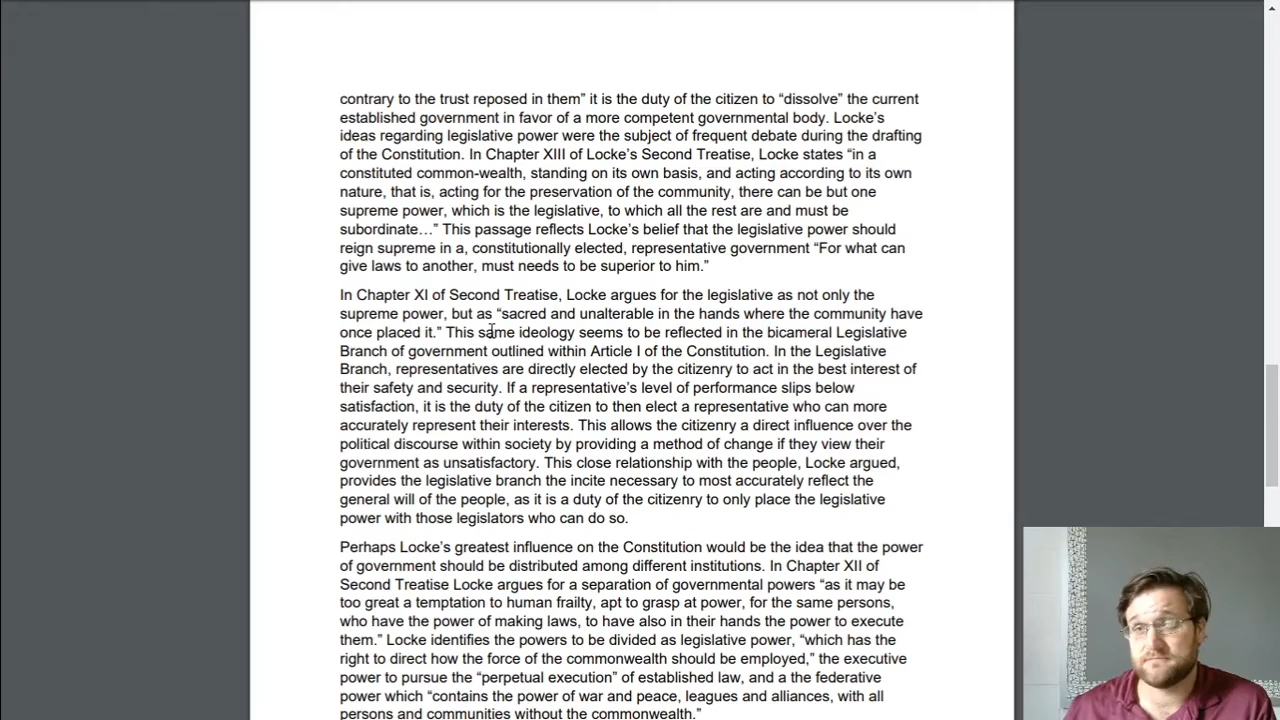 contrary to the trust reposed in them” it is the duty of the citizen to “dissolve” the current
established government in favor of a more competent governmental body. Locke’s
ideas regarding legislative power were the subject of frequent debate during the drafting
of the Constitution. In Chapter XIII of Locke’s Second Treatise, Locke states “in a
constituted common-wealth, standing on its own basis, and acting according to its own
nature, that is, acting for the preservation of the community, there can be but one
supreme power, which is the legislative, to which all the rest are and must be
subordinate…” This passage reflects Locke’s belief that the legislative power should
reign supreme in a, constitutionally elected, representative government “For what can
give laws to another, must needs to be superior to him.”
In Chapter XI of Second Treatise, Locke argues for the legislative as not only the
supreme power, but as “sacred and unalterable in the hands where the community have
once placed it.” This same ideology seems to be reflected in the bicameral Legislative
Branch of government outlined within Article I of the Constitution. In the Legislative
Branch, representatives are directly elected by the citizenry to act in the best interest of
their safety and security. If a representative’s level of performance slips below
satisfaction, it is the duty of the citizen to then elect a representative who can more
accurately represent their interests. This allows the citizenry a direct influence over the
political discourse within society by providing a method of change if they view their
government as unsatisfactory. This close relationship with the people, Locke argued,
provides the legislative branch the incite necessary to most accurately reflect the
general will of the people, as it is a duty of the citizenry to only place the legislative
power with those legislators who can do so.
Perhaps Locke’s greatest influence on the Constitution would be the idea that the power
of government should be distributed among different institutions. In Chapter XII of
Second Treatise Locke argues for a separation of governmental powers “as it may be
too great a temptation to human frailty, apt to grasp at power, for the same persons,
who have the power of making laws, to have also in their hands the power to execute
them.” Locke identifies the powers to be divided as legislative power, “which has the
right to direct how the force of the commonwealth should be employed,” the executive
power to pursue the “perpetual execution” of established law, and a the federative
power which “contains the power of war and peace, leagues and alliances, with all
persons and communities without the commonwealth.”